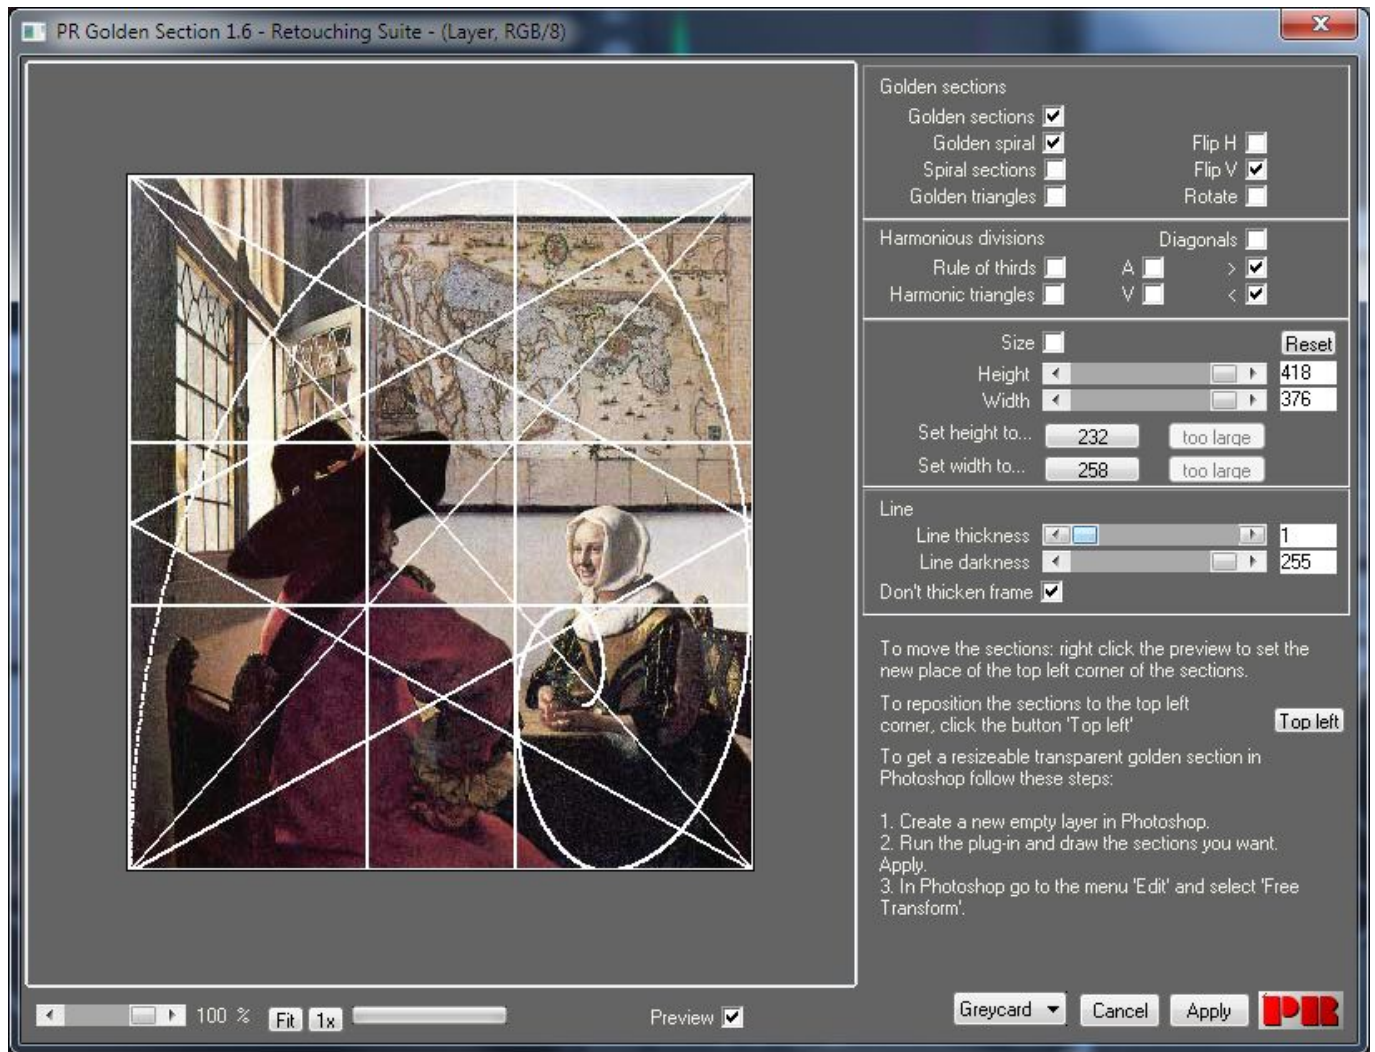 PR Golden Section 1.6 - Retouching Suite - (Layer, RGB/8)
Golden sections
Golden sections
Golden spiral Flip H
Spiral sections Flip V
Golden triangles Rotate
Harmonious divisions Diagonals
Rule of thirds A >
Harmonic triangles V <
Size Reset
Height 418
Width 376
Set height to... 232 too large
Set width to... 258 too large
Line
Line thickness 1
Line darkness 255
Don't thicken frame
To move the sections: right click the preview to set the
new place of the top left corner of the sections.
To reposition the sections to the top left
corner, click the button 'Top left' Top left
To get a resizeable transparent golden section in
Photoshop follow these steps:
1. Create a new empty layer in Photoshop.
2. Run the plug-in and draw the sections you want.
Apply.
3. In Photoshop go to the menu 'Edit' and select 'Free
Transform'.
100 % Fit 1x Preview Greycard Cancel Apply PR